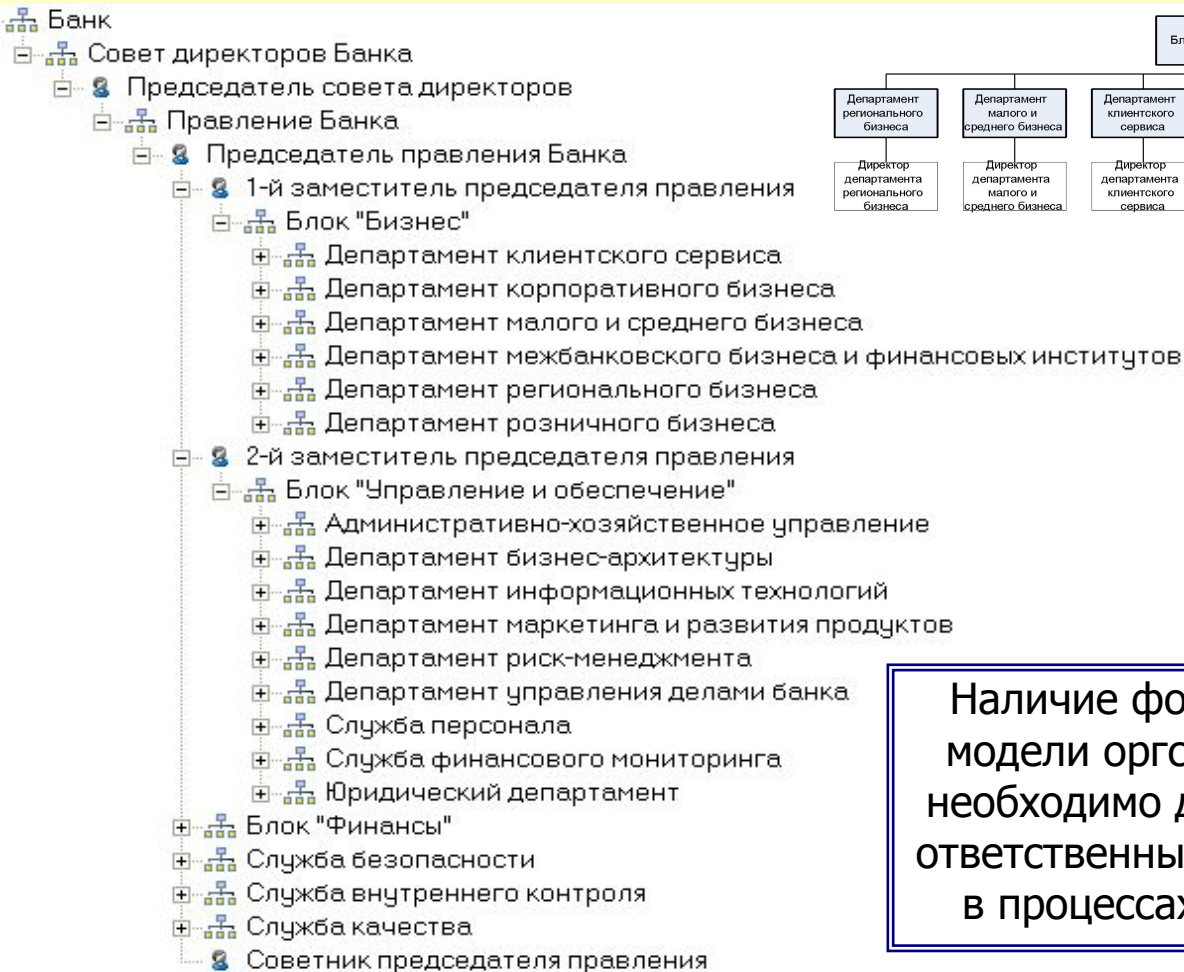 Банк
Совет директоров Банка
Председатель совета директоров
Правление Банка
Председатель правления Банка
1-й заместитель председателя правления
Блок "Бизнес"
Департамент клиентского сервиса
Департамент корпоративного бизнеса
Департамент малого и среднего бизнеса
Департамент межбанковского бизнеса и финансовых институтов
Департамент регионального бизнеса
Департамент розничного бизнеса
2-й заместитель председателя правления
Блок "Управление и обеспечение"
Административно-хозяйственное управление
Департамент бизнес-архитектуры
Департамент информационных технологий
Департамент маркетинга и развития продуктов
Департамент риск-менеджмента
Департамент управления делами банка
Служба персонала
Служба финансового мониторинга
Юридический департамент
Блок "Финансы"
Служба безопасности
Служба внутреннего контроля
Служба качества
Советник председателя правления
Департамент
регионального
бизнеса
Департамент
малого и
среднего бизнеса
Департамент
клиентского
сервиса
Директор
департамента
регионального
бизнеса
Директор
департамента
малого и
среднего бизнеса
Директор
департамента
клиентского
сервиса
Наличие
модели
необходимо
в